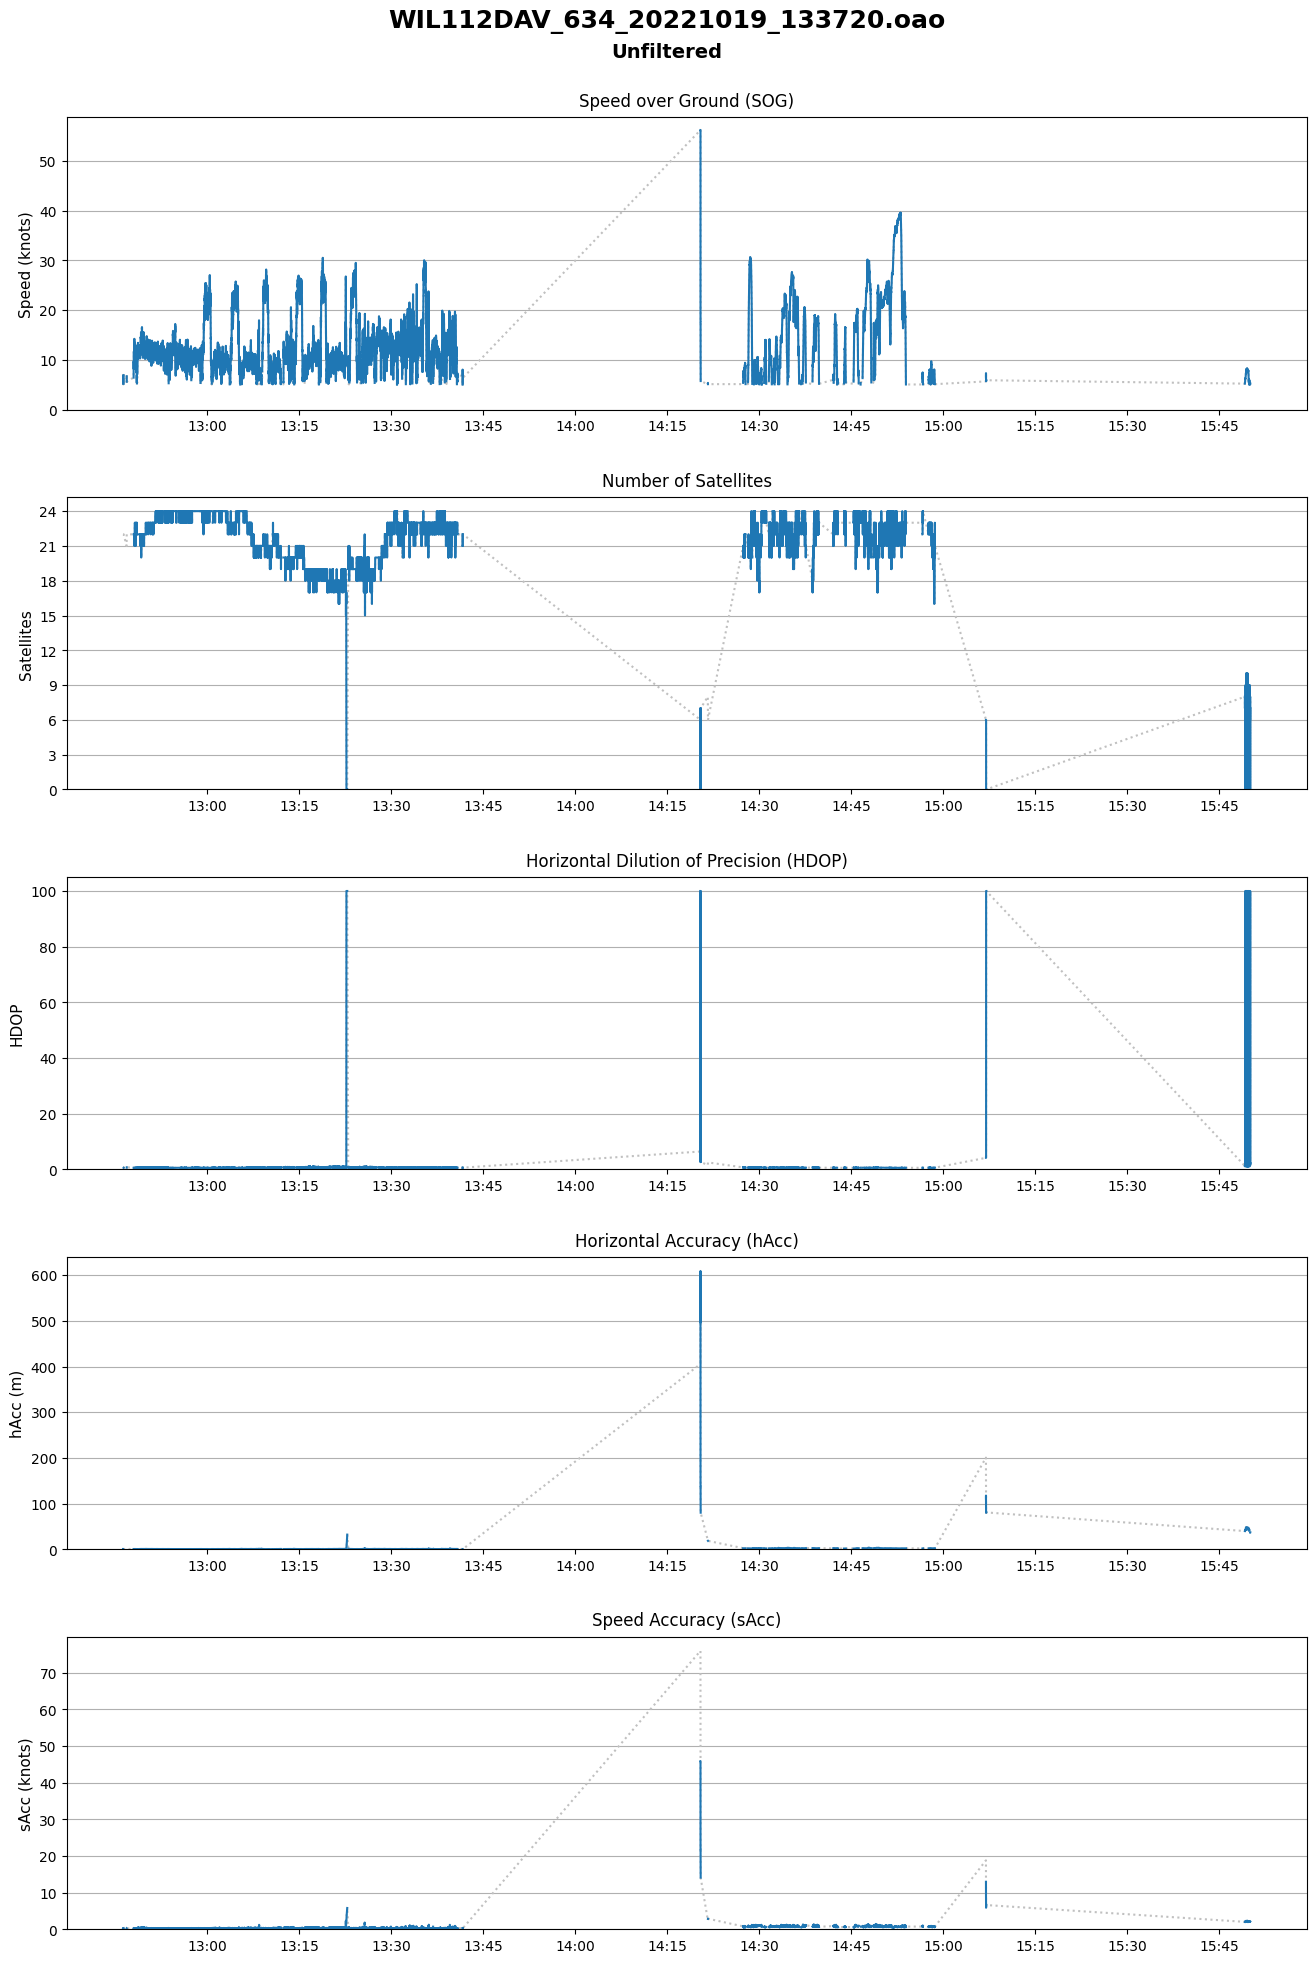 WIL112DAV_634_20221019_133720.oao
Unfiltered
Speed over Ground (SOG)
Speed (knots)
50
40
30
20
10
0
13:00 13:15 13:30 13:45 14:00 14:15 14:30 14:45 15:00 15:15 15:30 15:45
Number of Satellites
Satellites
24
21
18
15
12
9
6
3
0
13:00 13:15 13:30 13:45 14:00 14:15 14:30 14:45 15:00 15:15 15:30 15:45
Horizontal Dilution of Precision (HDOP)
HDOP
100
80
60
40
20
0
13:00 13:15 13:30 13:45 14:00 14:15 14:30 14:45 15:00 15:15 15:30 15:45
Horizontal Accuracy (hAcc)
hAcc (m)
600
500
400
300
200
100
0
13:00 13:15 13:30 13:45 14:00 14:15 14:30 14:45 15:00 15:15 15:30 15:45
Speed Accuracy (sAcc)
sAcc (knots)
70
60
50
40
30
20
10
0
13:00 13:15 13:30 13:45 14:00 14:15 14:30 14:45 15:00 15:15 15:30 15:45